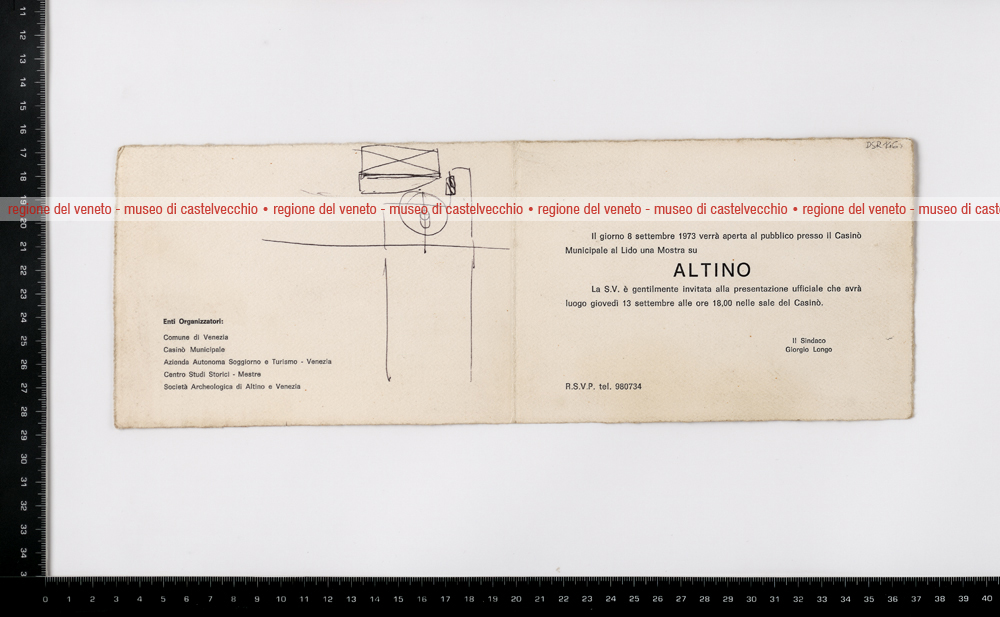 regione del veneto - museo di castelvecchio • regione del veneto - museo di castelvecchio • regione del veneto - museo di castelvecchio • regione del veneto - museo di cast
Enti Organizzatori:
Comune di Venezia
Casinò Municipale
Azienda Autonoma Soggiorno e Turismo - Venezia
Centro Studi Storici - Mestre
Società Archeologica di Altino e Venezia
Il giorno 8 settembre 1973 verrà aperta al pubblico presso il Casinò
Municipale al Lido una Mostra su
ALTINO
La S.V. è gentilmente invitata alla presentazione ufficiale che avrà
luogo giovedì 13 settembre alle ore 18,00 nelle sale del Casinò.
Il Sindaco
Giorgio Longo
R.S.V.P. tel. 980734
11
12
13
14
15
16
17
18
19
20
21
22
23
24
25
26
27
28
29
30
31
32
33
34
3
0 1 2 3 4 5 6 7 8 9 10 11 12 13 14 15 16 17 18 19 20 21 22 23 24 25 26 27 28 29 30 31 32 33 34 35 36 37 38 39 40